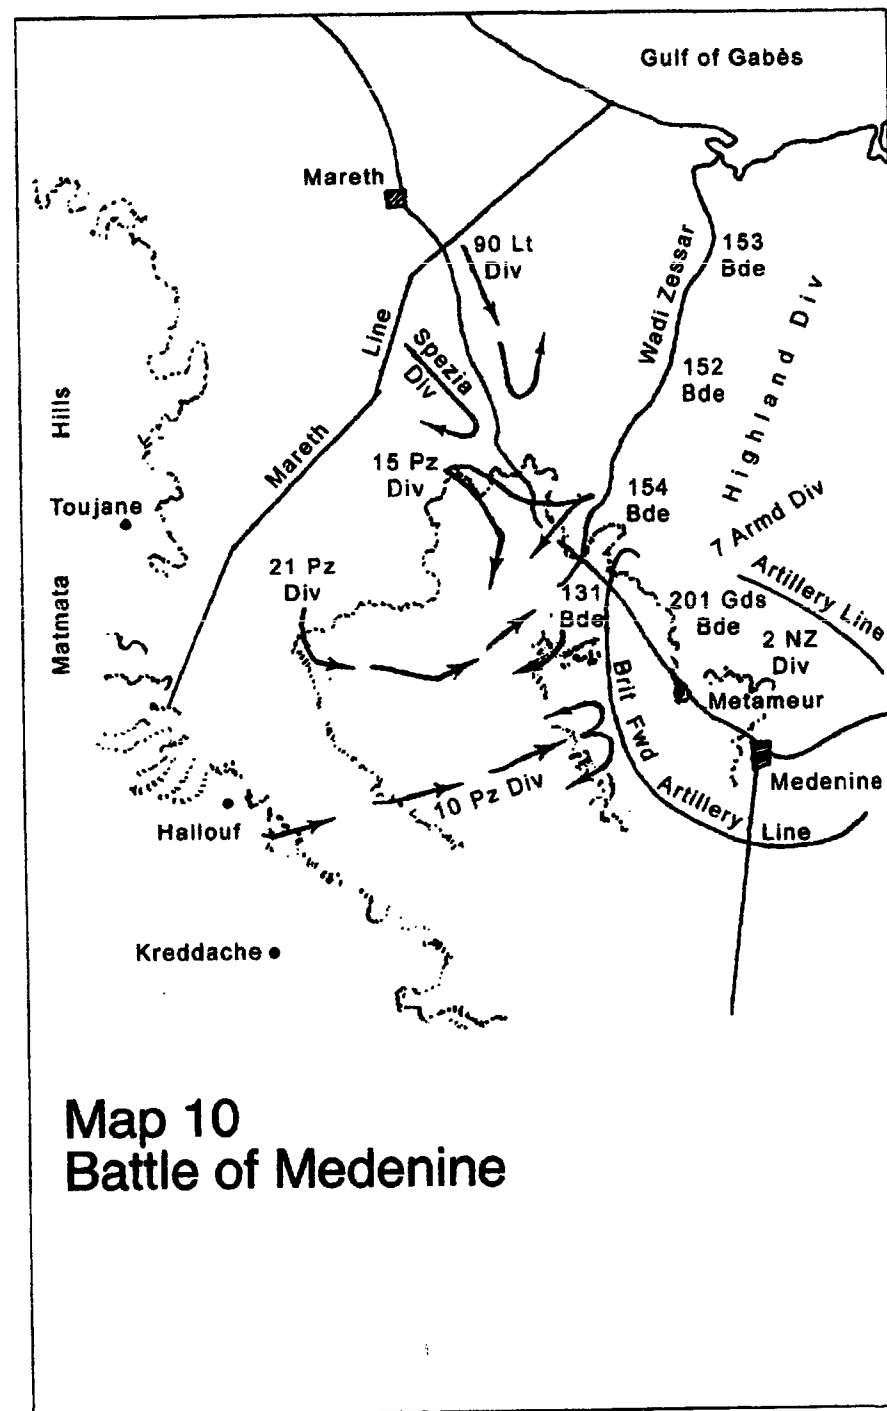 Gulf of Gabès
Mareth
90 Lt
Div
Wadi Zessar
153
Bde
Highland Div
Line
Spezia
Div
152
Bde
Hills
Mareth
15 Pz
Div
Toujane
154
Bde
7 Armd Div
21 Pz
Div
131
Bde
201 Gds
Bde
Artillery Line
2 NZ
Div
Matmata
Metameur
Brit Fwd
Artillery Line
Medenine
10 Pz Div
Hallouf
Kreddache
Map 10
Battle of Medenine